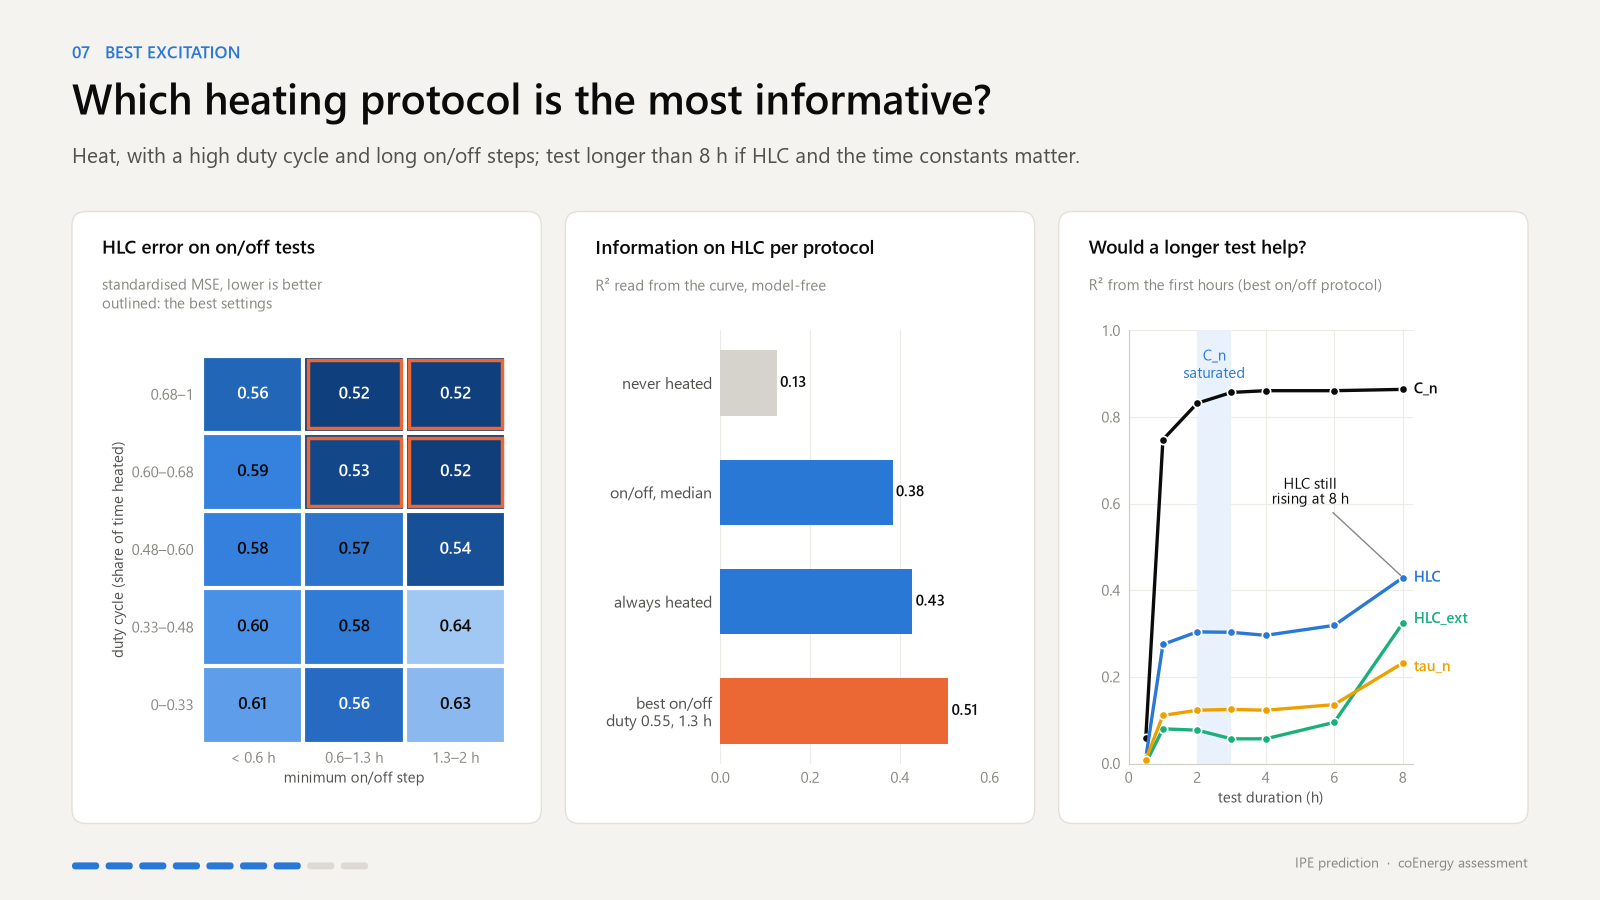 07 BEST EXCITATION
Which heating protocol is the most informative?
Heat, with a high duty cycle and long on/off steps; test longer than 8 h if HLC and the time constants matter.
HLC error on on/off tests
standardised MSE, lower is better
outlined: the best settings
duty cycle (share of time heated)
0.68–1
0.56
0.52
0.52
0.60–0.68
0.59
0.53
0.52
0.48–0.60
0.58
0.57
0.54
0.33–0.48
0.60
0.58
0.64
0–0.33
0.61
0.56
0.63
< 0.6 h
0.6–1.3 h
1.3–2 h
minimum on/off step
Information on HLC per protocol
R² read from the curve, model-free
never heated
0.13
on/off, median
0.38
always heated
0.43
best on/off
duty 0.55, 1.3 h
0.51
0.0
0.2
0.4
0.6
Would a longer test help?
R² from the first hours (best on/off protocol)
1.0
0.8
0.6
0.4
0.2
0.0
C_n
saturated
C_n
HLC still
rising at 8 h
HLC
HLC_ext
tau_n
0
2
4
6
8
test duration (h)
IPE prediction · coEnergy assessment